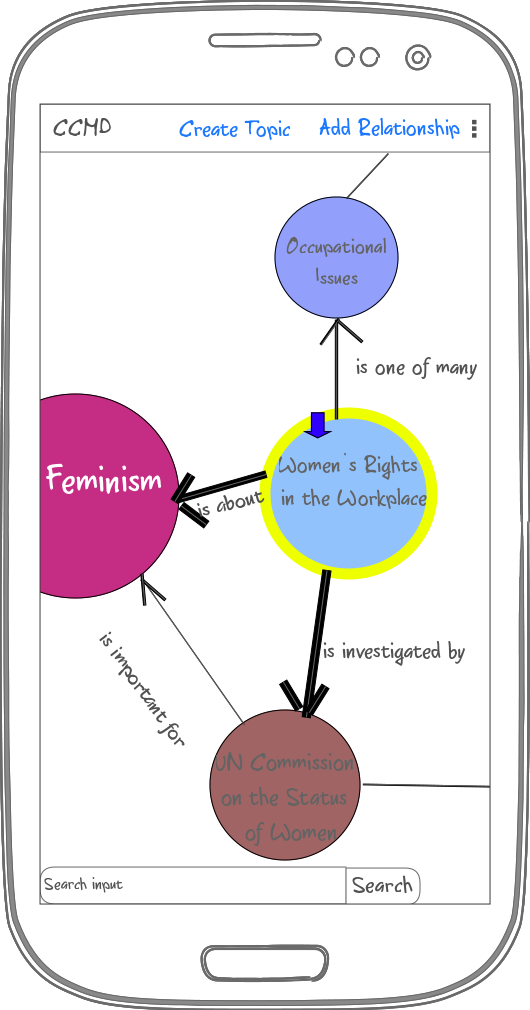 CCMD Create Topic Add Relationship
Occupational
Issues
is one of many
Women's Rights
in the Workplace
Feminism
is about
is investigated by
is important for
UN Commission
on the Status
of Women
Search input Search